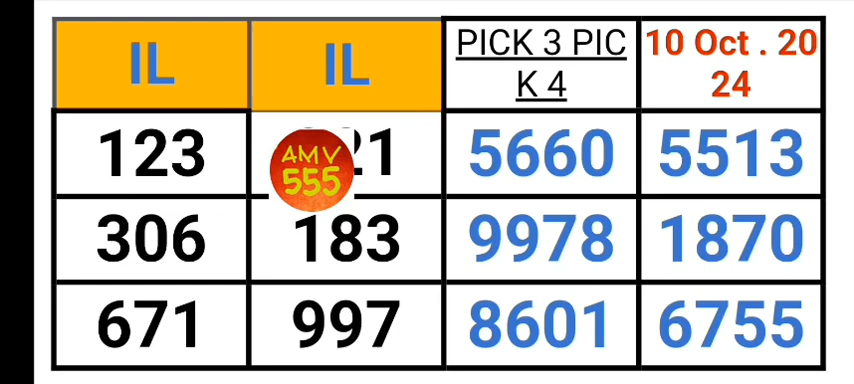 IL IL PICK 3 PIC 10 Oct . 20
K 4 24
123 21 5660 5513
AMV
555
306 183 9978 1870
671 997 8601 6755